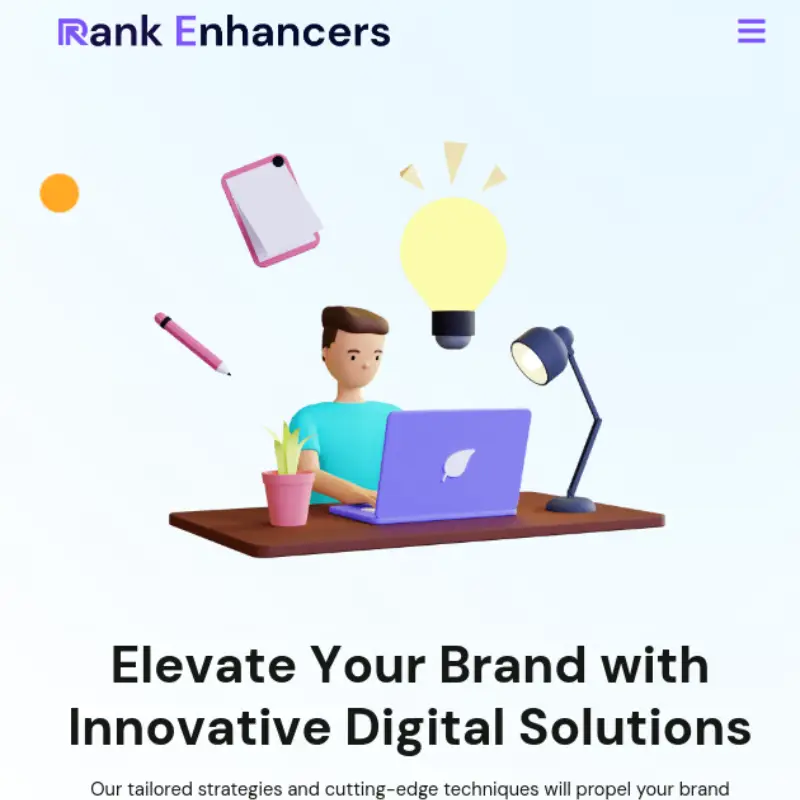 Rank Enhancers
Elevate Your Brand with
Innovative Digital Solutions
Our tailored strategies and cutting-edge techniques will propel your brand